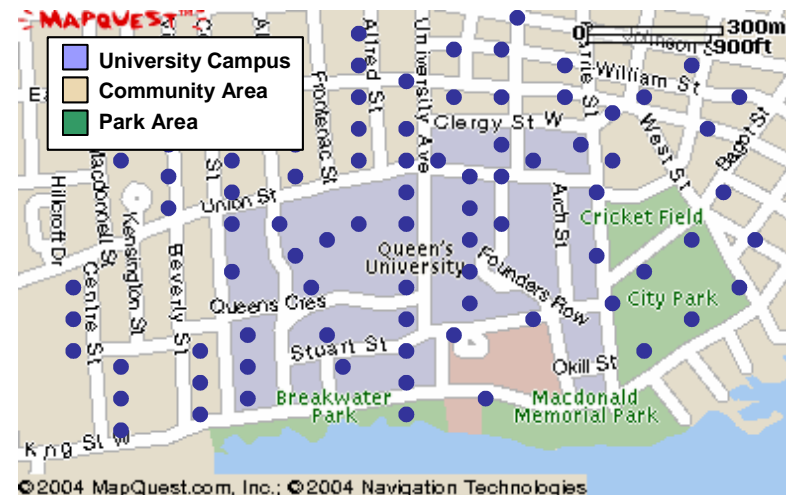 MAPQUEST
University Campus
Community Area
Park Area
0
300m
900ft
William St
Alfred St
University Ave
Frontenac St
Barrie St
Clergy St W
West St
Bagot St
Hillcroft Dr
Macdonnell St
Kensington St
Centre St
Beverly St
Union St
Arch St
Cricket Field
Queen's
University
Founders Row
City Park
Queens Cres
Stuart St
Okill St
Breakwater
Park
Macdonald
Memorial Park
King St W
©2004 MapQuest.com, Inc.; ©2004 Navigation Technologies